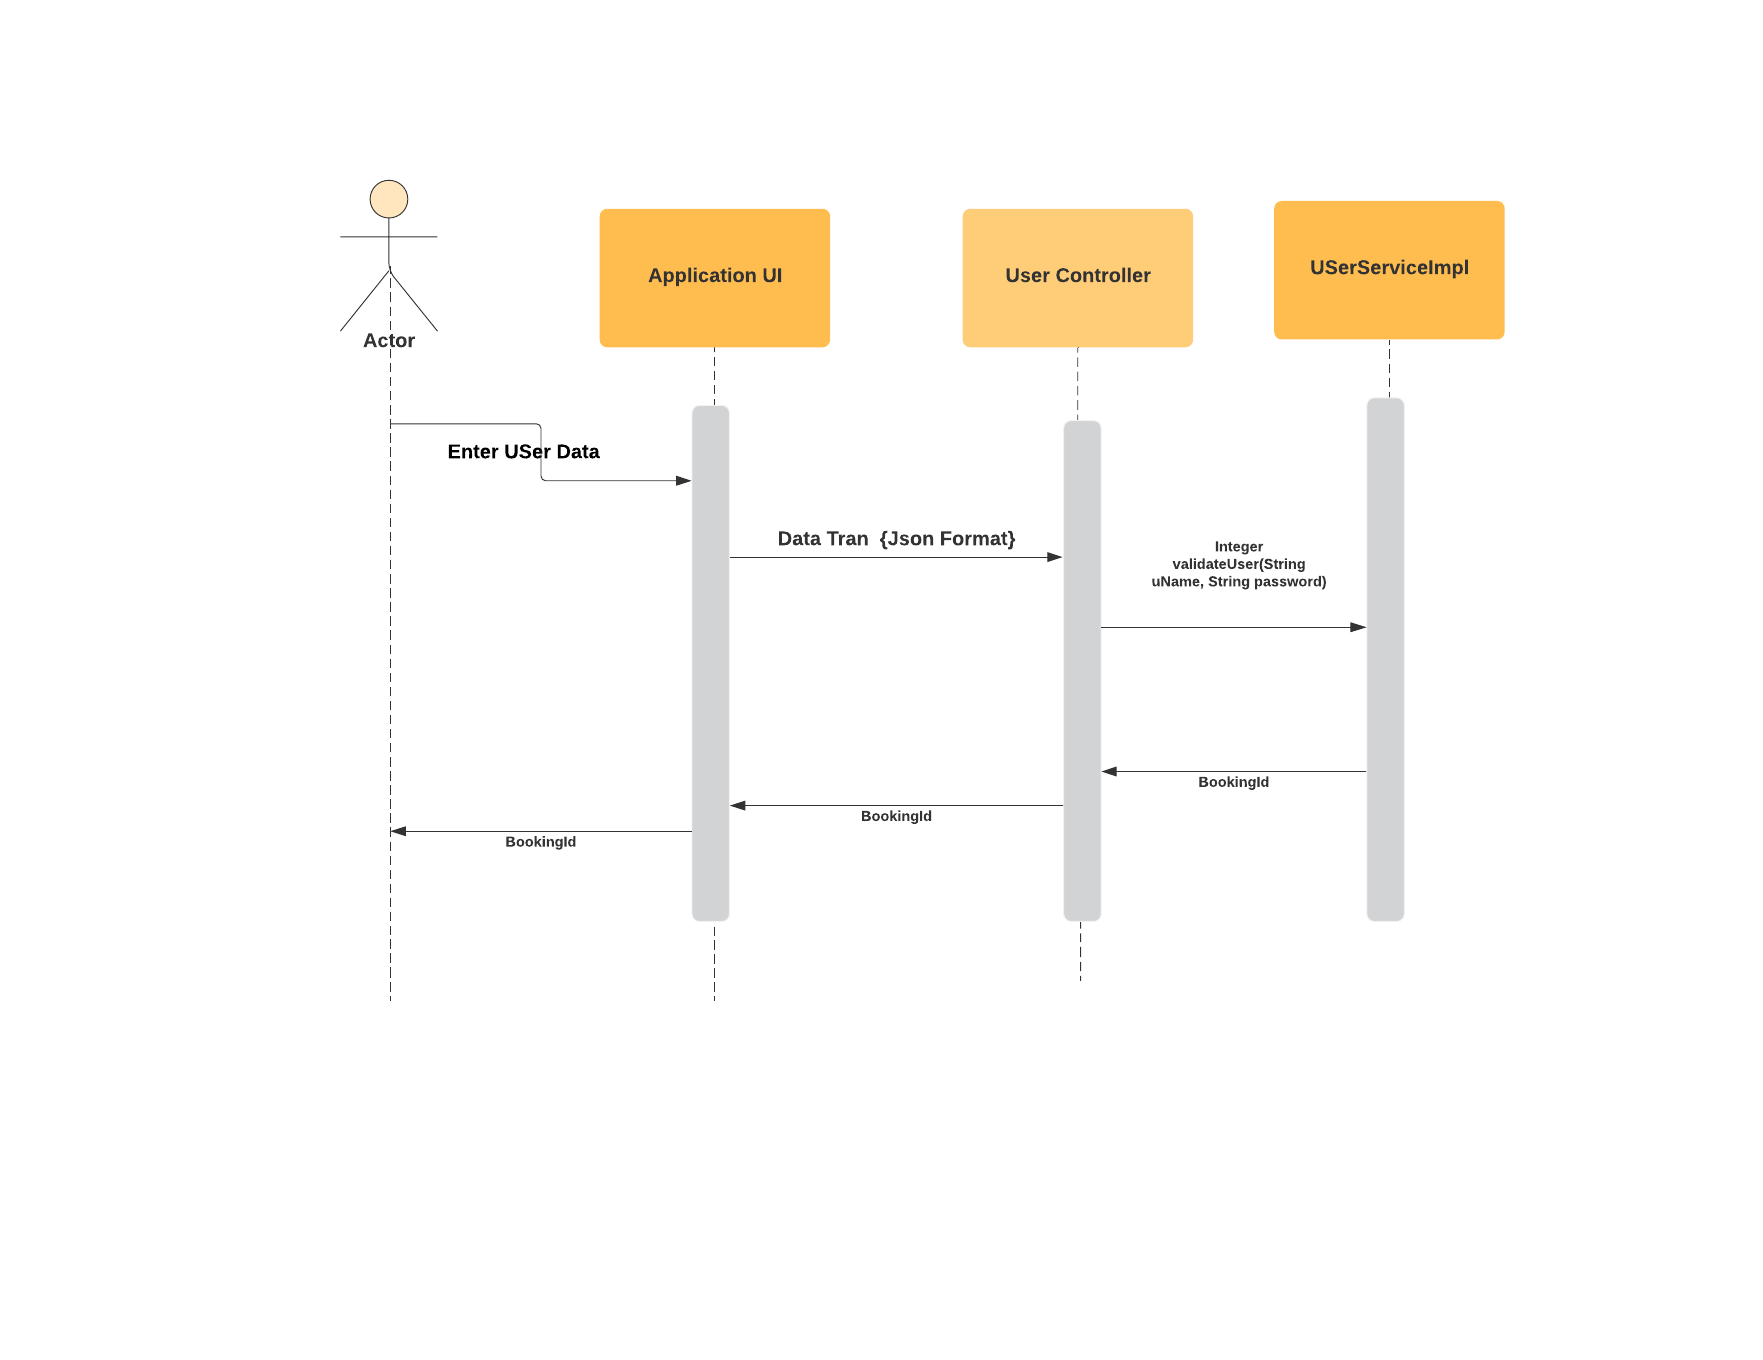 Actor
Application UI
User Controller
USerServiceImpl
Enter USer Data
Data Tran  {Json Format}
Integer
validateUser(String
uName, String password)
BookingId
BookingId
BookingId